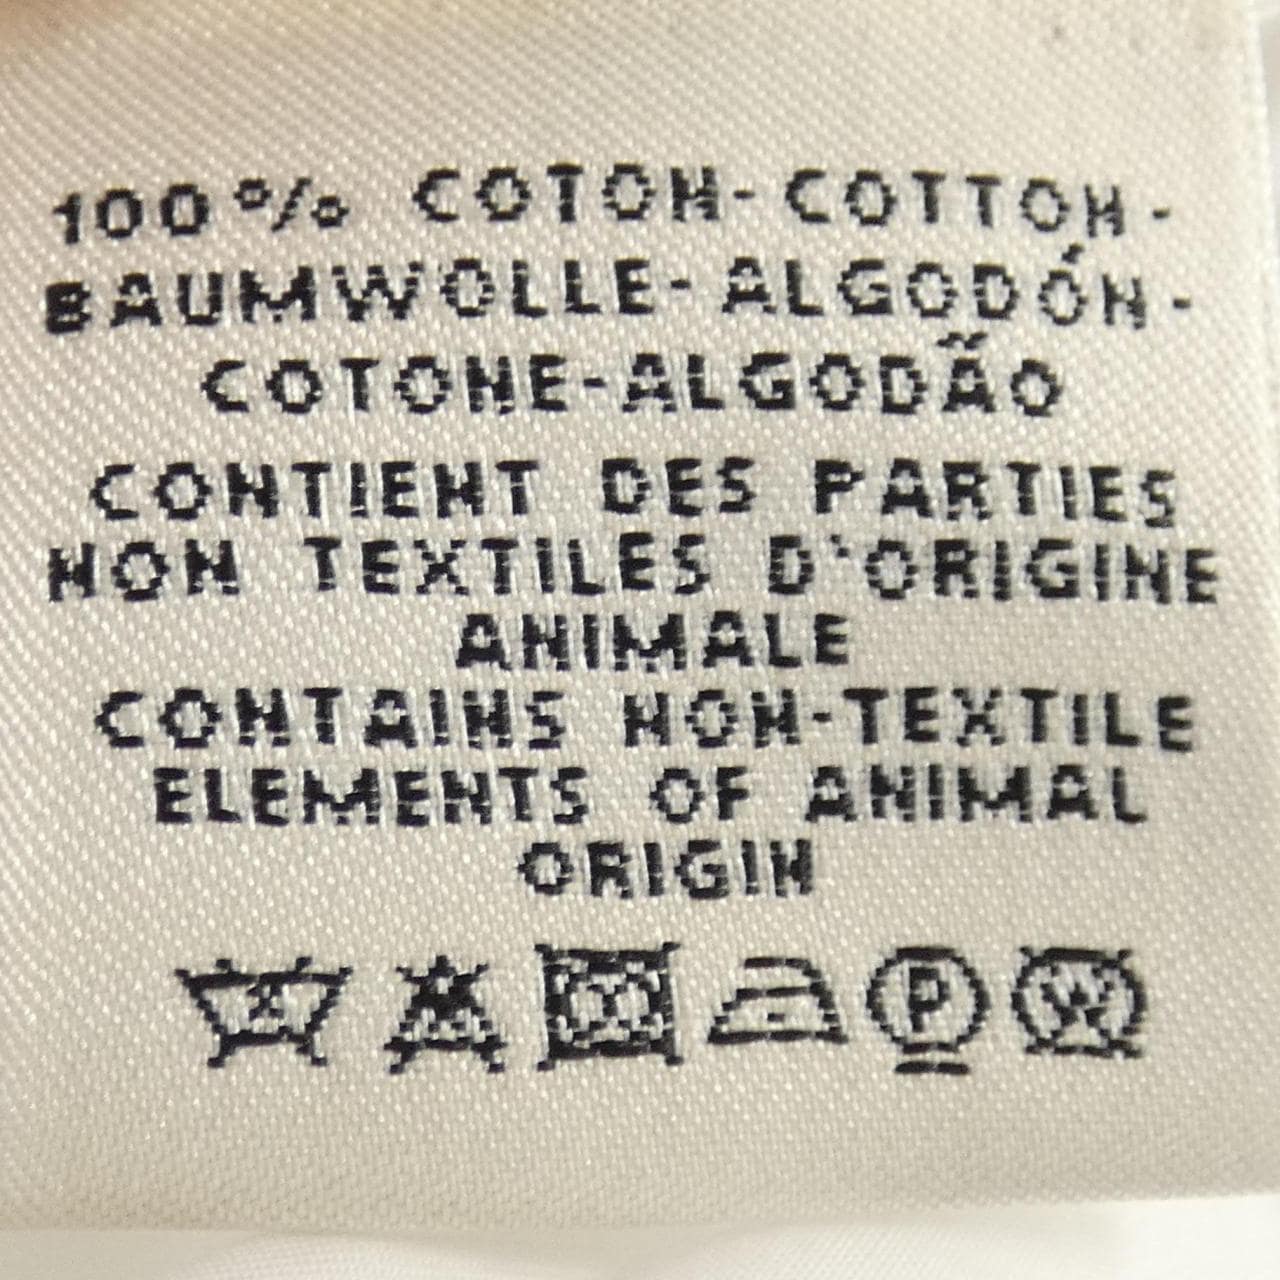 100% COTON-COTTON-
BAUMWOLLE-ALGODÓN-
COTONE-ALGODÃO
CONTIENT DES PARTIES
NON TEXTILES D'ORIGINE
ANIMALE
CONTAINS NON-TEXTILE
ELEMENTS OF ANIMAL
ORIGIN
P W